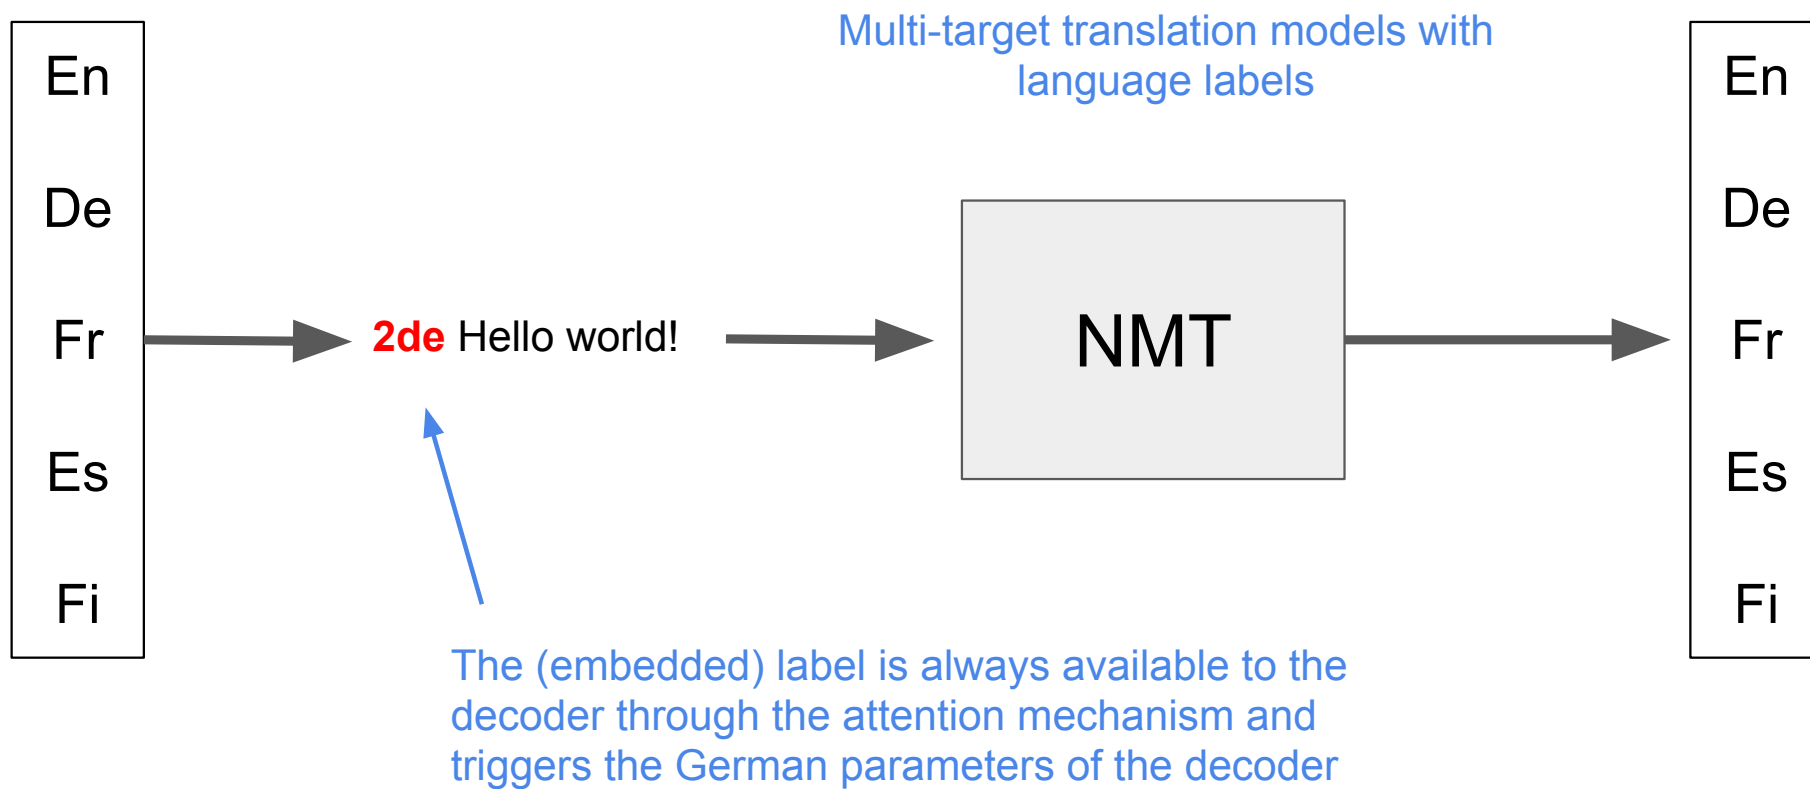 Multi-target translation models with
language labels
En
De
Fr
Es
Fi
2de Hello world!
NMT
En
De
Fr
Es
Fi
The (embedded) label is always available to the
decoder through the attention mechanism and
triggers the German parameters of the decoder